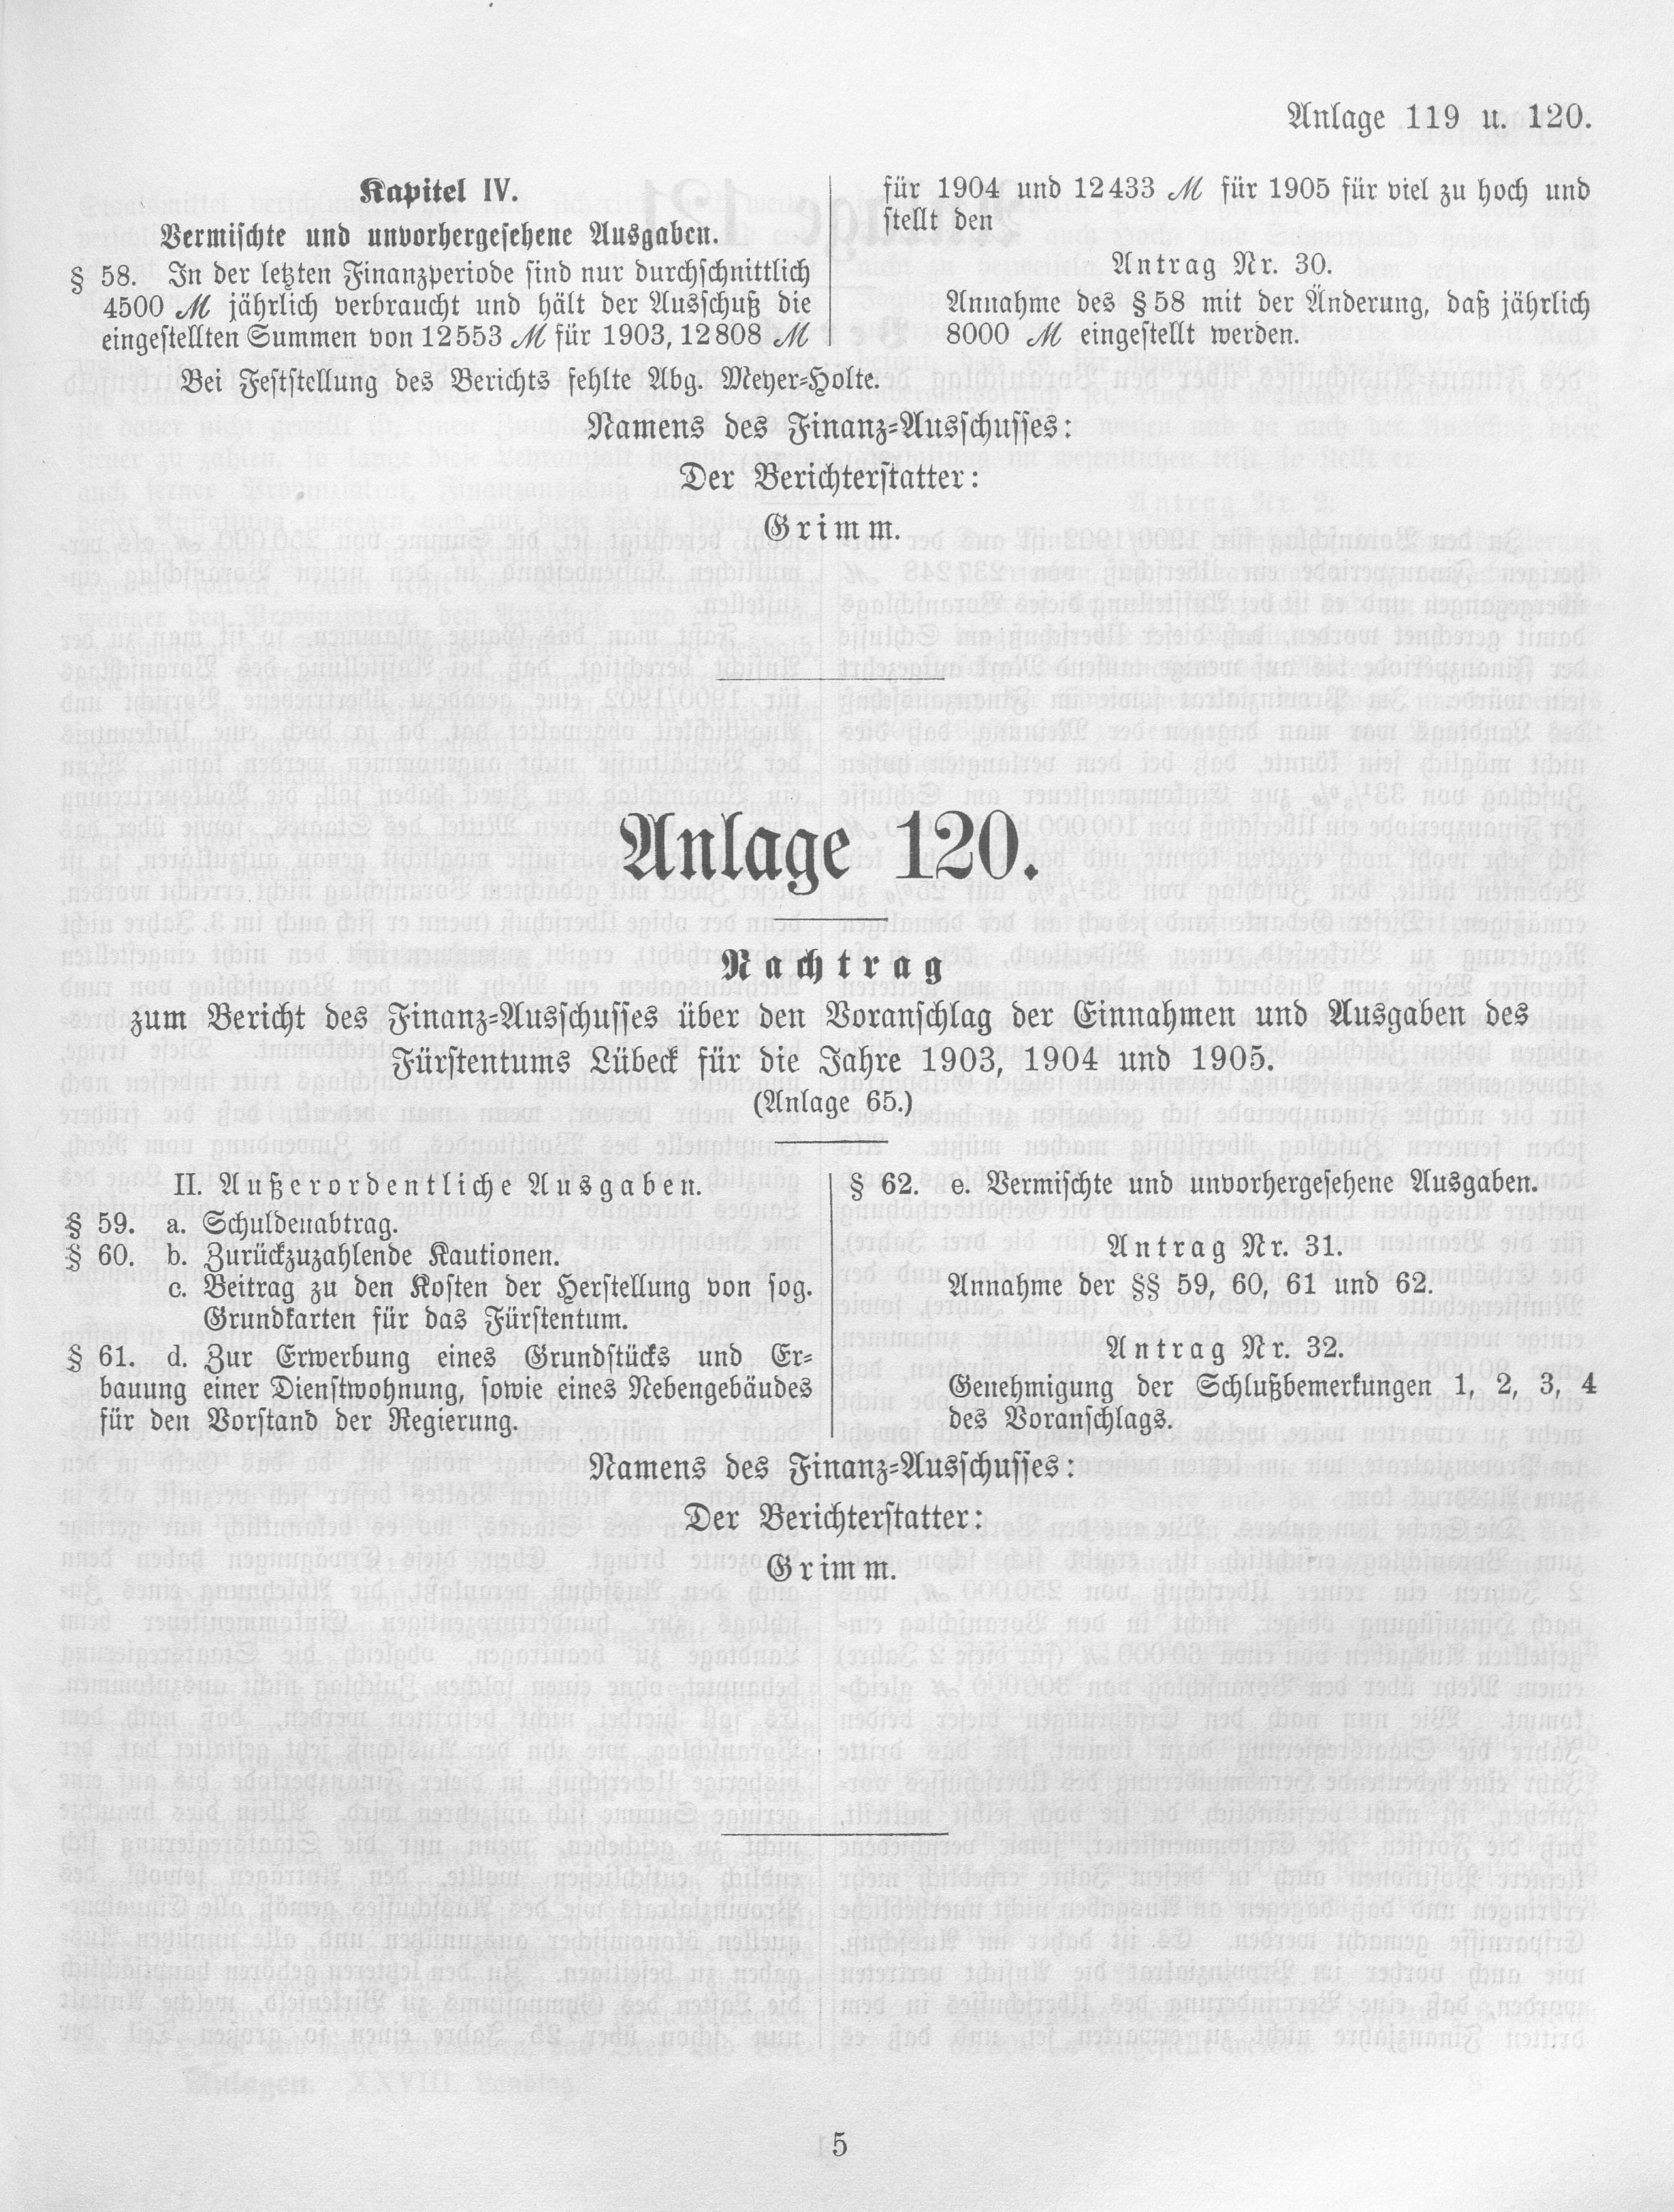 Anlage 119 u. 120.
Kapitel IV.
Vermischte und unvorhergesehene Ausgaben.
§ 58. In der letzten Finanzperiode sind nur durchschnittlich
4500 ℳ jährlich verbraucht und hält der Ausschuß die
eingestellten Summen von 12 553 ℳ für 1903, 12 808 ℳ
für 1904 und 12 433 ℳ für 1905 für viel zu hoch und
stellt den
Antrag Nr. 30.
Annahme des § 58 mit der Änderung, daß jährlich
8000 ℳ eingestellt werden.
Bei Feststellung des Berichts fehlte Abg. Meyer-Holte.
Namens des Finanz-Ausschusses:
Der Berichterstatter:
Grimm.
Anlage 120.
Nachtrag
zum Bericht des Finanz-Ausschusses über den Voranschlag der Einnahmen und Ausgaben des
Fürstentums Lübeck für die Jahre 1903, 1904 und 1905.
(Anlage 65.)
II. Außerordentliche Ausgaben.
§ 59. a. Schuldenabtrag.
§ 60. b. Zurückzuzahlende Kautionen.
c. Beitrag zu den Kosten der Herstellung von sog.
Grundkarten für das Fürstentum.
§ 61. d. Zur Erwerbung eines Grundstücks und Er-
bauung einer Dienstwohnung, sowie eines Nebengebäudes
für den Vorstand der Regierung.
§ 62. e. Vermischte und unvorhergesehene Ausgaben.
Antrag Nr. 31.
Annahme der §§ 59, 60, 61 und 62.
Antrag Nr. 32.
Genehmigung der Schlußbemerkungen 1, 2, 3, 4
des Voranschlags.
Namens des Finanz-Ausschusses:
Der Berichterstatter:
Grimm.
5